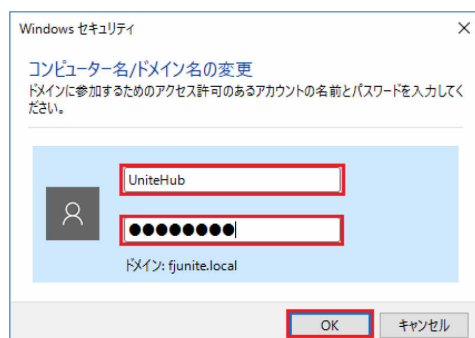 Windows セキュリティ
コンピューター名/ドメイン名の変更
ドメインに参加するためのアクセス許可のあるアカウントの名前とパスワードを入力してく
ださい。
UniteHub
●●●●●●●●
ドメイン: fjunite.local
OK
キャンセル